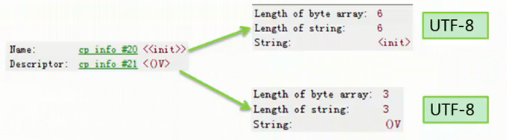 Name: cp info #20 <<init>>
Descriptor: cp info #21 <()V>
Length of byte array: 6
Length of string: 6
String: <init>
UTF-8
Length of byte array: 3
Length of string: 3
String: ()V
UTF-8